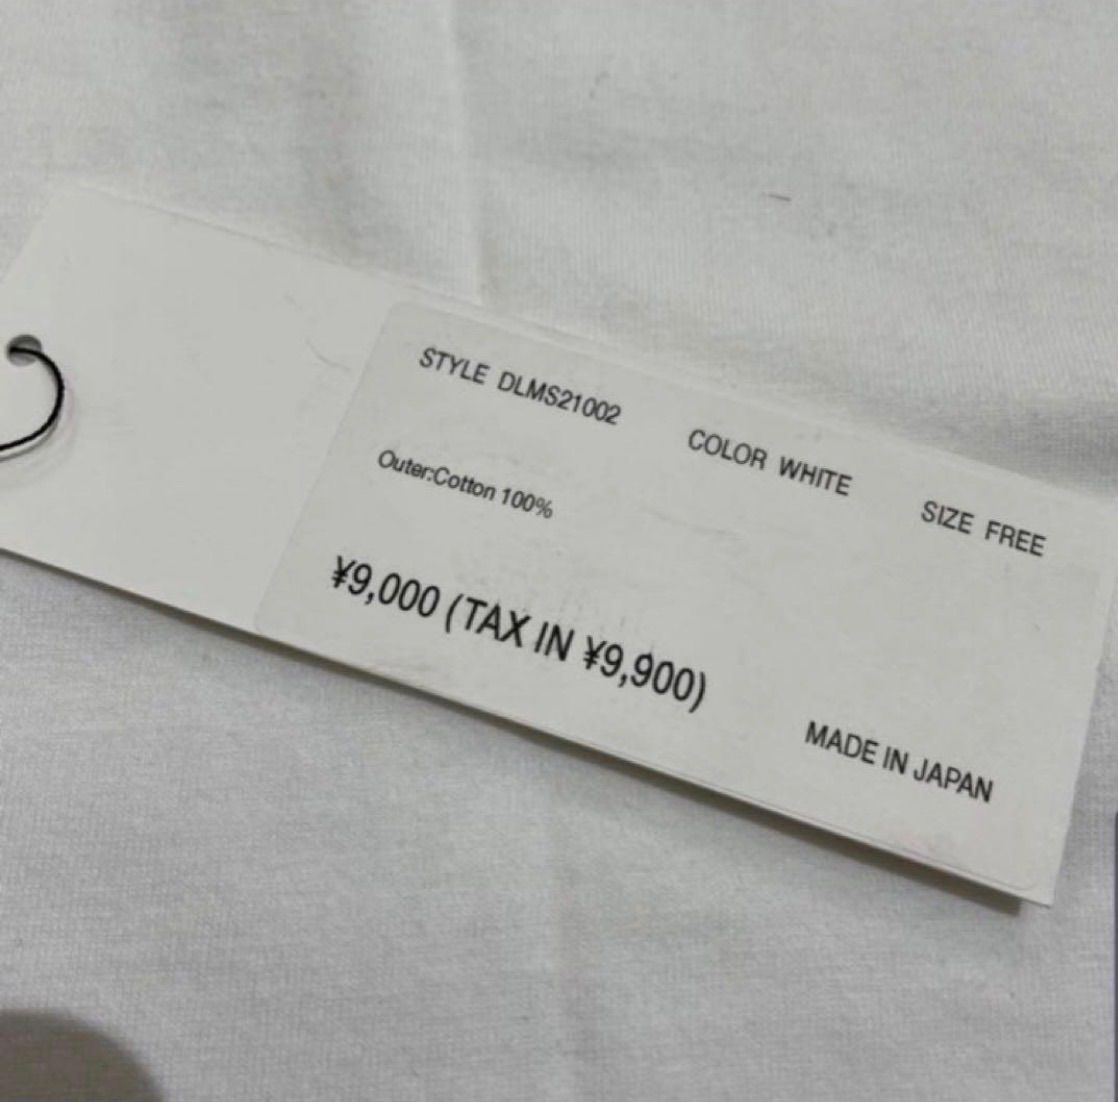 STYLE DLMS21002 COLOR WHITE SIZE FREE
Outer:Cotton 100%
¥9,000 (TAX IN ¥9,900)
MADE IN JAPAN